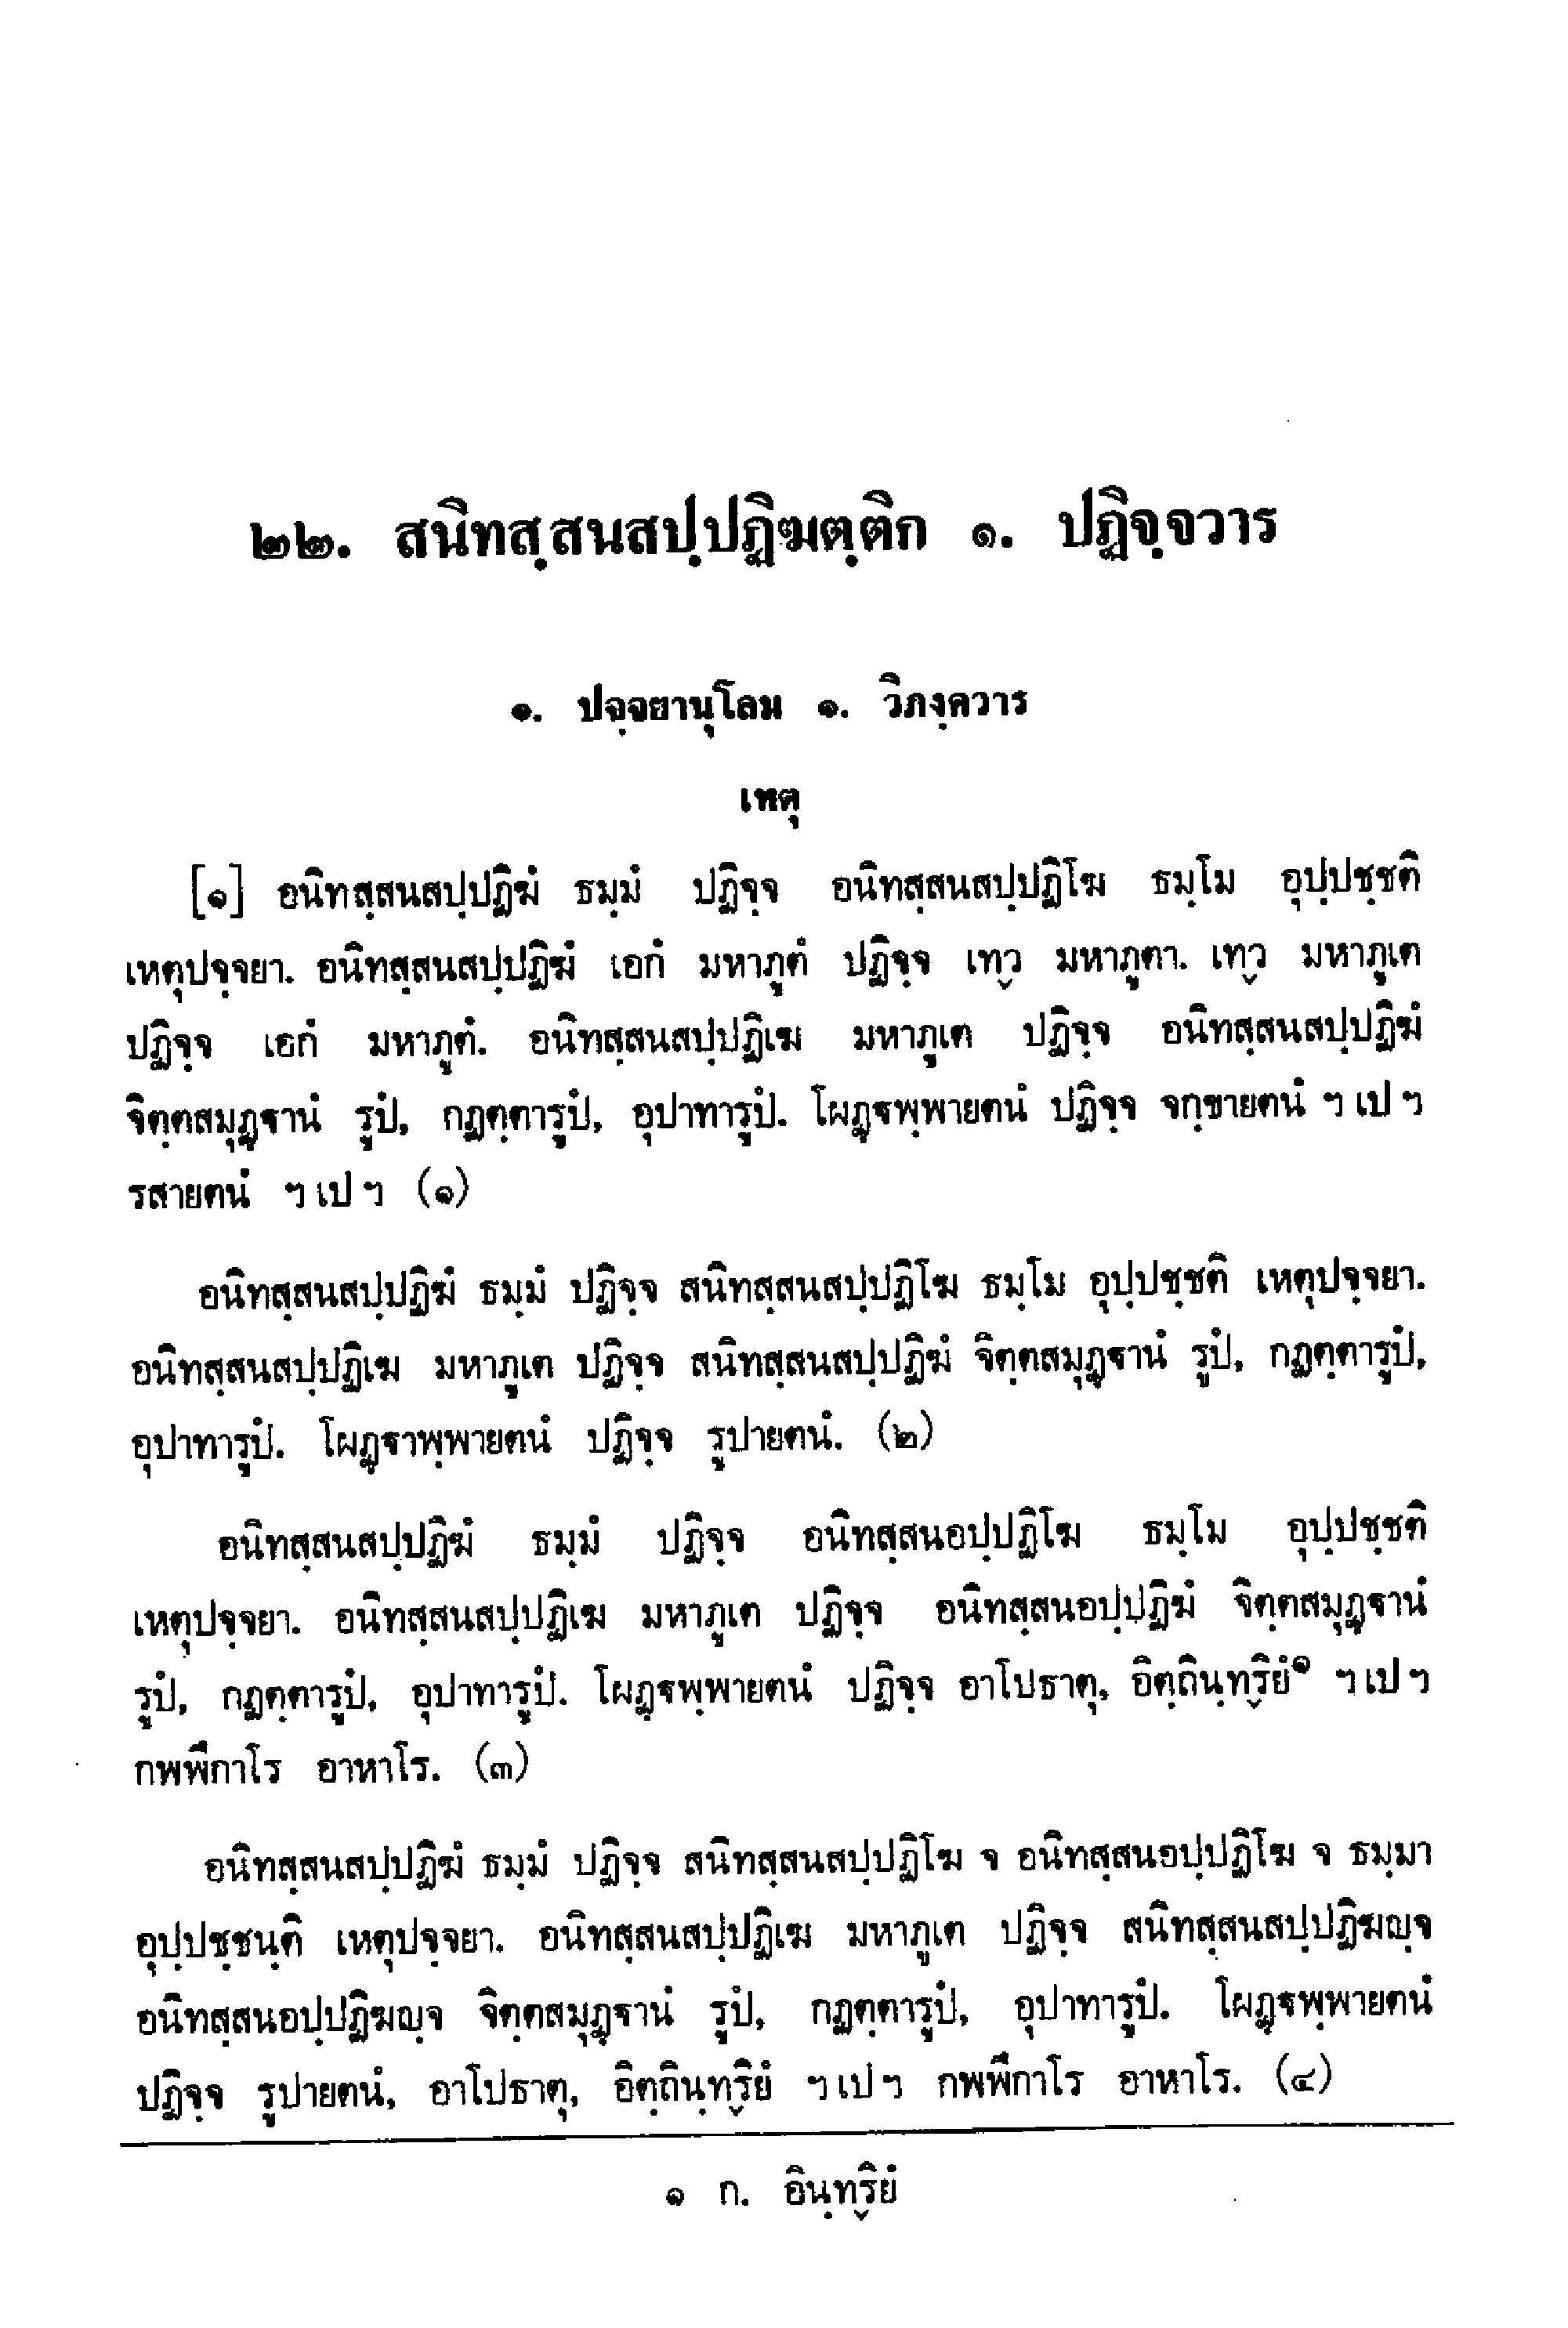 ๒๒. สนิทสฺสนสปฺปฏิฆตฺติก ๑. ปฏิจฺจวาร
๑. ปจฺจยานุโลม ๑. วิภงฺควาร
เหตุ
[๑] อนิทสฺสนสปฺปฏิฆํ ธมฺมํ ปฏิจฺจ อนิทสฺสนสปฺปฏิโฆ ธมฺโม อุปฺปชฺชติ
เหตุปจฺจยา. อนิทสฺสนสปฺปฏิฆํ เอกํ มหาภูตํ ปฏิจฺจ เทฺว มหาภูตา. เทฺว มหาภูเต
ปฏิจฺจ เอกํ มหาภูตํ. อนิทสฺสนสปฺปฏิเฆ มหาภูเต ปฏิจฺจ อนิทสฺสนสปฺปฏิฆํ
จิตฺตสมุฏฺฐานํ รูปํ, กฏตฺตารูปํ, อุปาทารูปํ. โผฏฺฐพฺพายตนํ ปฏิจฺจ จกฺขายตนํ ฯ เป ฯ
รสายตนํ ฯ เป ฯ (๑)
อนิทสฺสนสปฺปฏิฆํ ธมฺมํ ปฏิจฺจ สนิทสฺสนสปฺปฏิโฆ ธมฺโม อุปฺปชฺชติ เหตุปจฺจยา.
อนิทสฺสนสปฺปฏิเฆ มหาภูเต ปฏิจฺจ สนิทสฺสนสปฺปฏิฆํ จิตฺตสมุฏฺฐานํ รูปํ, กฏตฺตารูปํ,
อุปาทารูปํ. โผฏฺฐาพฺพายตนํ ปฏิจฺจ รูปายตนํ. (๒)
อนิทสฺสนสปฺปฏิฆํ ธมฺมํ ปฏิจฺจ อนิทสฺสนอปฺปฏิโฆ ธมฺโม อุปฺปชฺชติ
เหตุปจฺจยา. อนิทสฺสนสปฺปฏิเฆ มหาภูเต ปฏิจฺจ อนิทสฺสนอปฺปฏิฆํ จิตฺตสมุฏฺฐานํ
รูปํ, กฏตฺตารูปํ, อุปาทารูปํ. โผฏฺฐพฺพายตนํ ปฏิจฺจ อาโปธาตุ, อิตฺถินฺทฺริยํ๑ ฯ เป ฯ
กพพีกาโร อาหาโร. (๓)
อนิทสฺสนสปฺปฏิฆํ ธมฺมํ ปฏิจฺจ สนิทสฺสนสปฺปฏิโฆ จ อนิทสฺสนอปฺปฏิโฆ จ ธมฺมา
อุปฺปชฺชนฺติ เหตุปจฺจยา. อนิทสฺสนสปฺปฏิเฆ มหาภูเต ปฏิจฺจ สนิทสฺสนสปฺปฏิฆญฺจ
อนิทสฺสนอปฺปฏิฆญฺจ จิตฺตสมุฏฺฐานํ รูปํ, กฏตฺตารูปํ, อุปาทารูปํ. โผฏฺฐพฺพายตนํ
ปฏิจฺจ รูปายตนํ, อาโปธาตุ, อิตฺถินฺทฺริยํ ฯ เป ฯ กพพีกาโร อาหาโร. (๔)
๑ ก. อินฺทฺริยํ